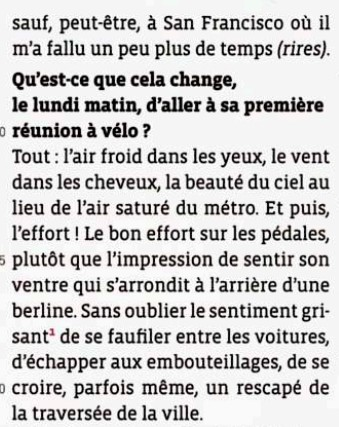 sauf, peut-être, à San Francisco où il
m'a fallu un peu plus de temps (rires).
Qu'est-ce que cela change,
le lundi matin, d'aller à sa première
0 réunion à vélo ?
Tout : l'air froid dans les yeux, le vent
dans les cheveux, la beauté du ciel au
lieu de l'air saturé du métro. Et puis,
l'effort ! Le bon effort sur les pédales,
5 plutôt que l'impression de sentir son
ventre qui s'arrondit à l'arrière d'une
berline. Sans oublier le sentiment gri-
sant¹ de se faufiler entre les voitures,
d'échapper aux embouteillages, de se
0 croire, parfois même, un rescapé de
la traversée de la ville.